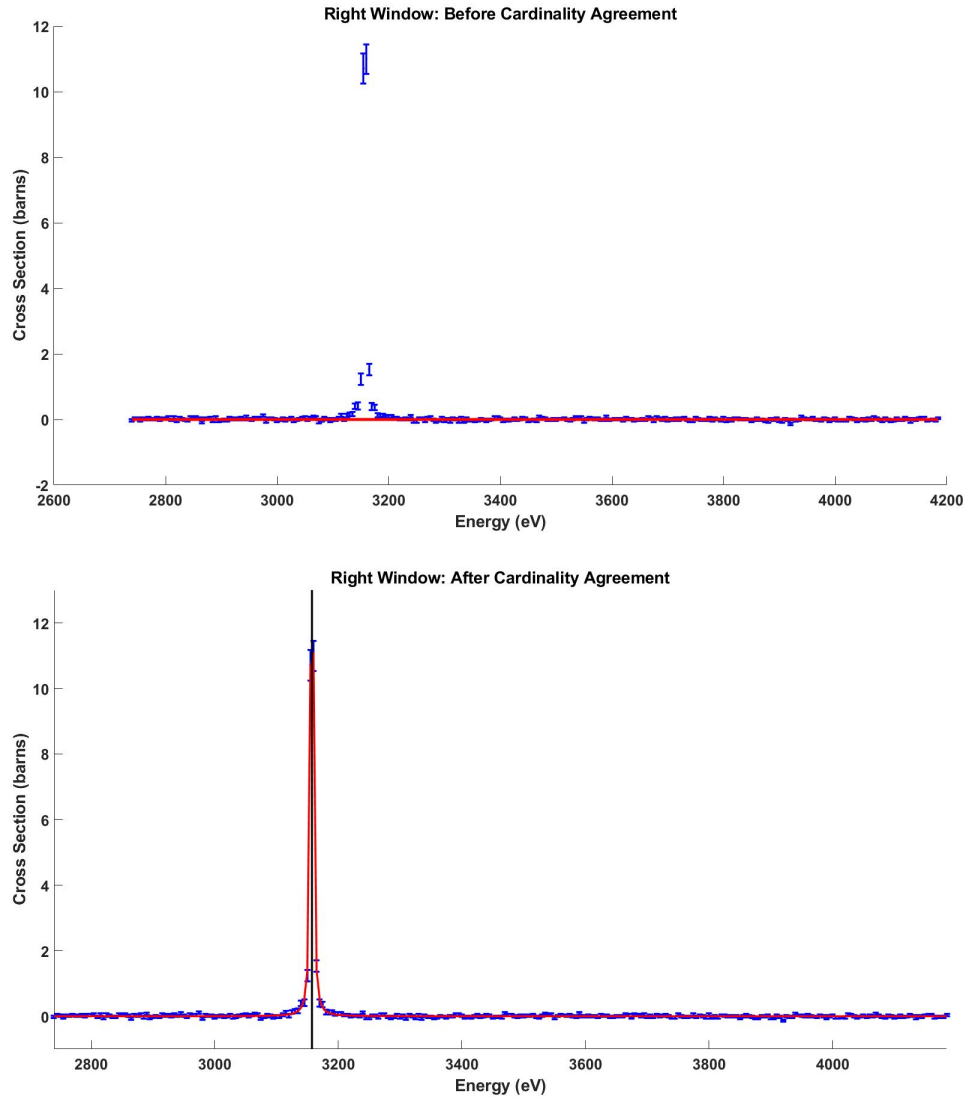 Right Window: Before Cardinality Agreement
12
10
8
6
4
2
0
-2
Cross Section (barns)
2600 2800 3000 3200 3400 3600 3800 4000 4200
Energy (eV)
Right Window: After Cardinality Agreement
12
10
8
6
4
2
0
Cross Section (barns)
2800 3000 3200 3400 3600 3800 4000
Energy (eV)